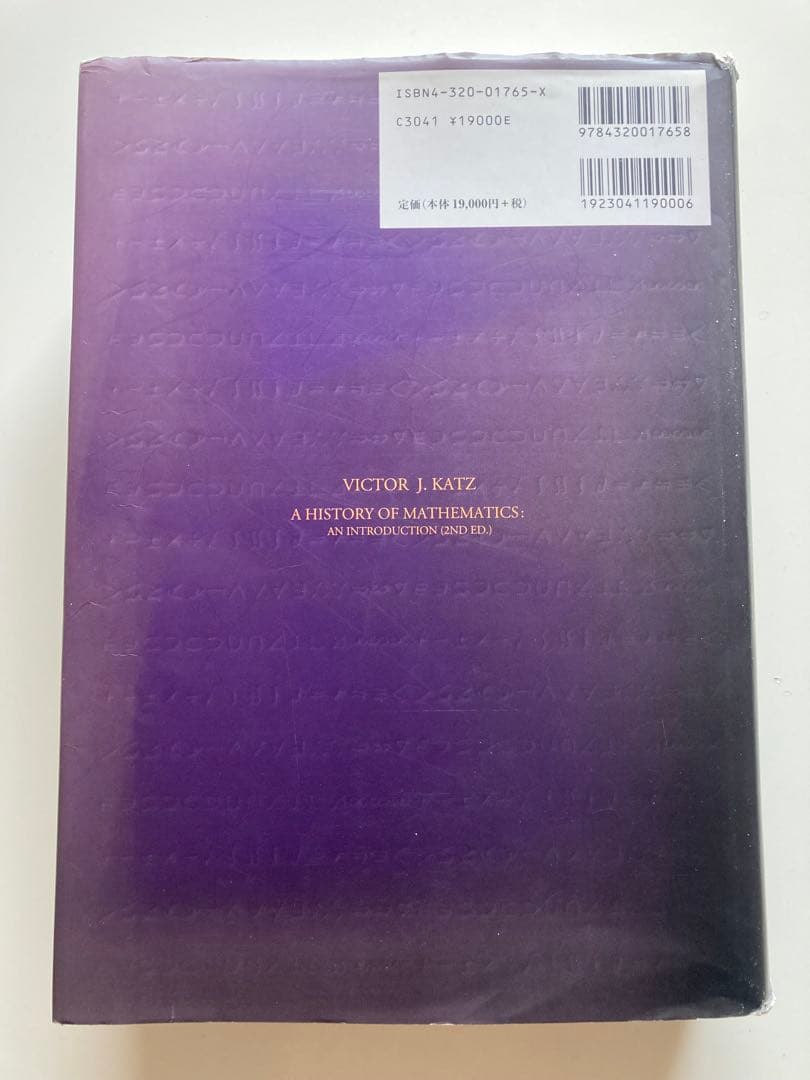 ISBN4-320-01765-X
C3041 ¥19000E
9784320017658
定価(本体19,000円+税)
1923041190006
VICTOR J. KATZ
A HISTORY OF MATHEMATICS:
AN INTRODUCTION (2ND ED.)